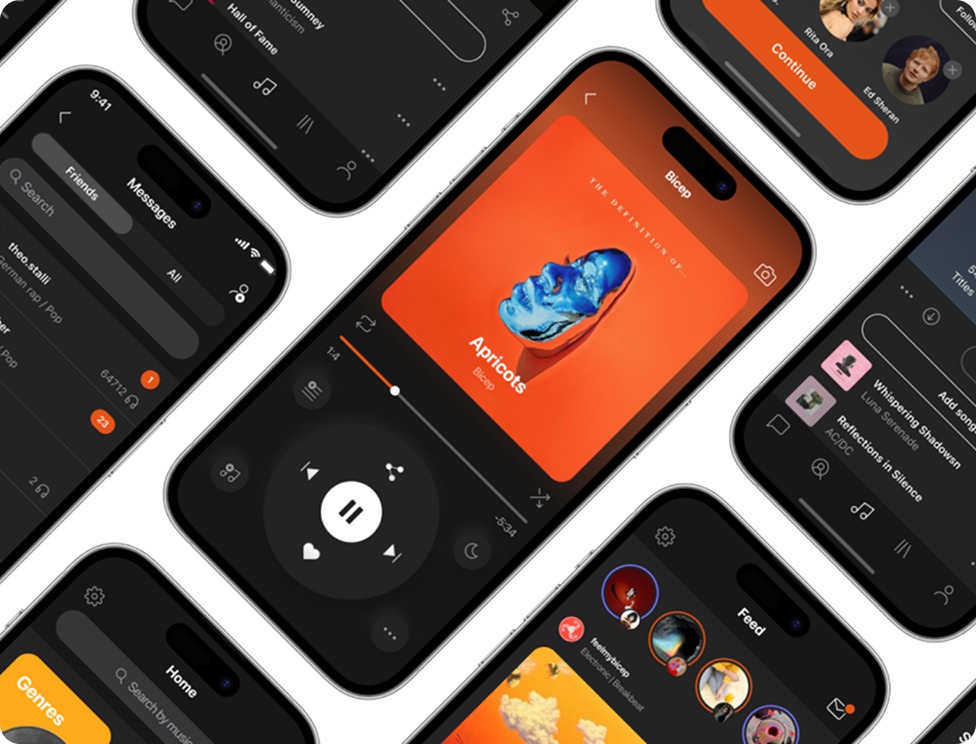 sumney
manticism
Hall of Fame
Rita Ora
Ed Sheran
Continue
9:41
Messages
Friends
All
Search
theo.stalli
German rap / Pop
64712
1
/ Pop
23
2
Bicep
THE DEFINITION OF...
Apricots
Bicep
1:4
-5:34
Titles
Add song
Whispering Shadowsn
Luna Serenade
Reflections in Silence
AC/DC
Home
Search by music
Genres
Feed
feelmybicep
Electronic | Breakbeat